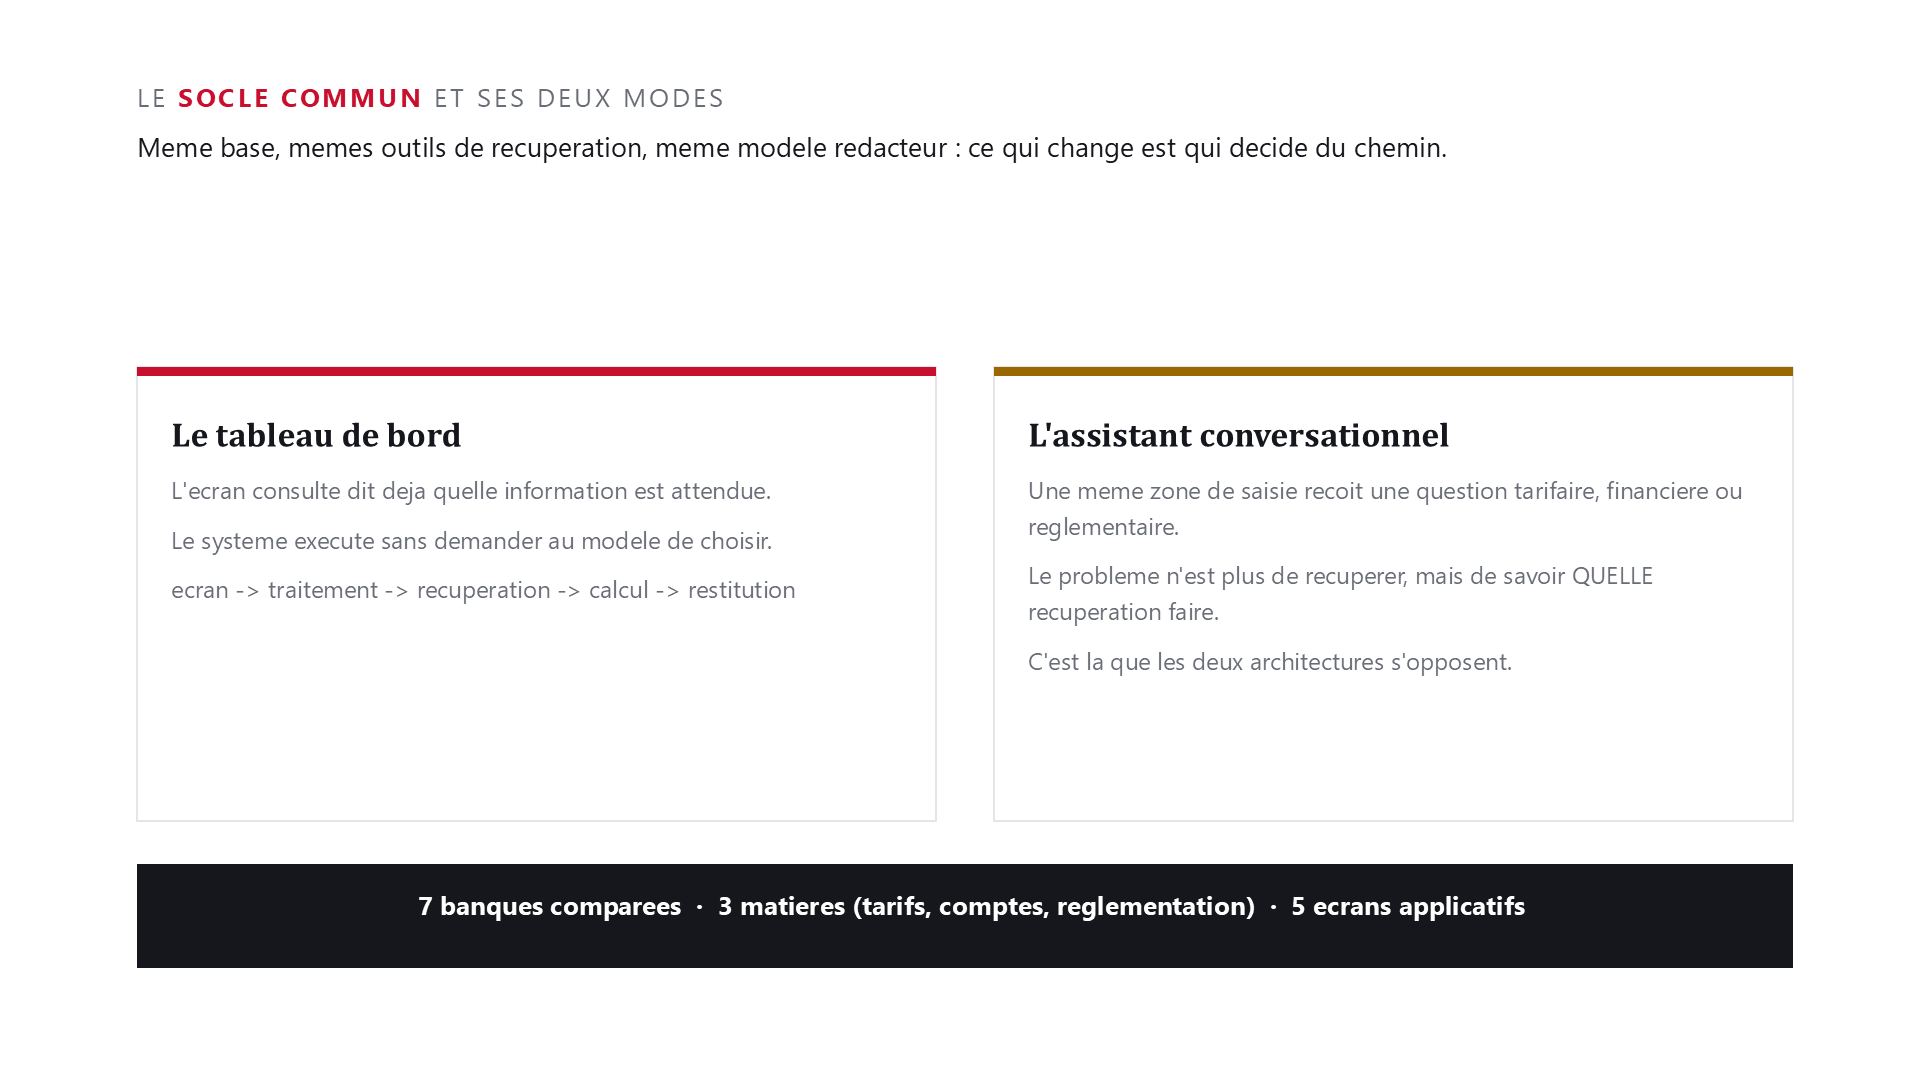 LE SOCLE COMMUN ET SES DEUX MODES
Meme base, memes outils de recuperation, meme modele redacteur : ce qui change est qui decide du chemin.
Le tableau de bord
L'ecran consulte dit deja quelle information est attendue.
Le systeme execute sans demander au modele de choisir.
ecran -> traitement -> recuperation -> calcul -> restitution
L'assistant conversationnel
Une meme zone de saisie recoit une question tarifaire, financiere ou
reglementaire.
Le probleme n'est plus de recuperer, mais de savoir QUELLE
recuperation faire.
C'est la que les deux architectures s'opposent.
7 banques comparees · 3 matieres (tarifs, comptes, reglementation) · 5 ecrans applicatifs